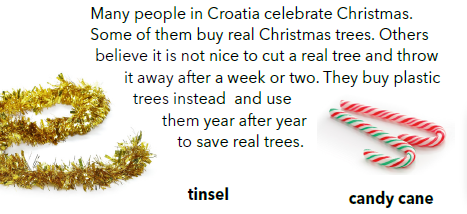 Many people in Croatia celebrate Christmas.
Some of them buy real Christmas trees. Others
believe it is not nice to cut a real tree and throw
it away after a week or two. They buy plastic
trees instead and use
them year after year
to save real trees.
tinsel
candy cane